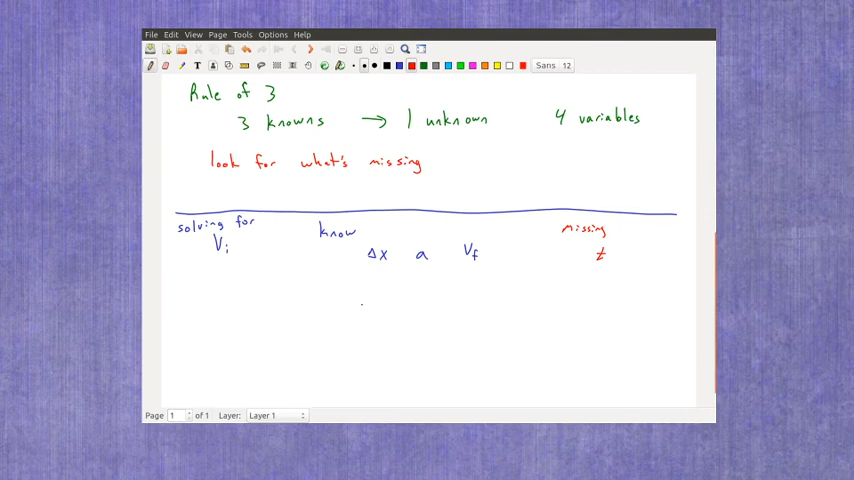 File Edit View Page Tools Options Help
Sans 12
Rule of 3
3 knowns → 1 unknown 4 variables
look for what's missing
solving for know missing
Vi Δx a Vf t
Page 1 of 1 Layer: Layer 1